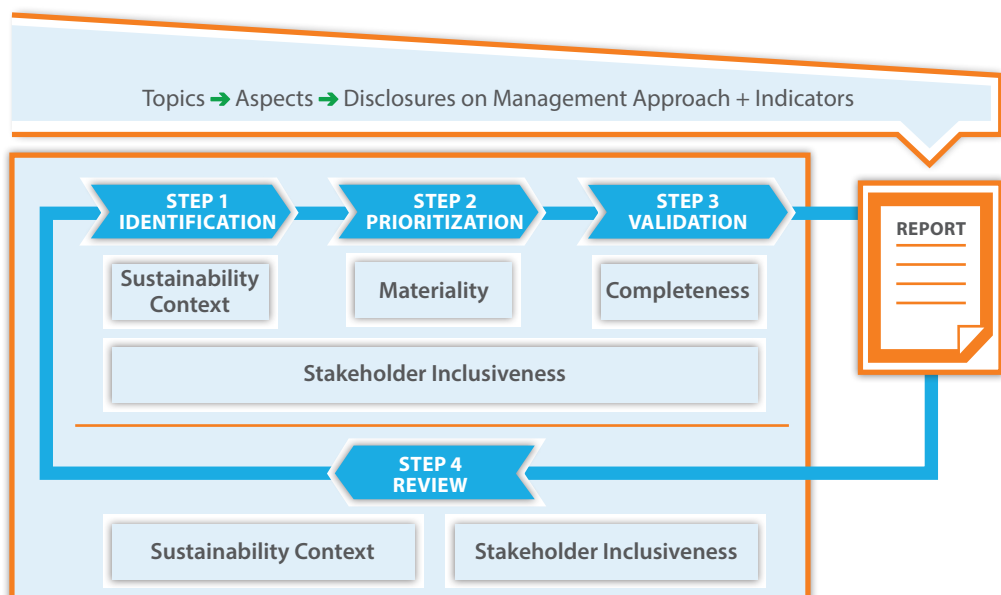 Topics ➔ Aspects ➔ Disclosures on Management Approach + Indicators
STEP 1
IDENTIFICATION
STEP 2
PRIORITIZATION
STEP 3
VALIDATION
REPORT
Sustainability
Context
Materiality
Completeness
Stakeholder Inclusiveness
STEP 4
REVIEW
Sustainability Context
Stakeholder Inclusiveness